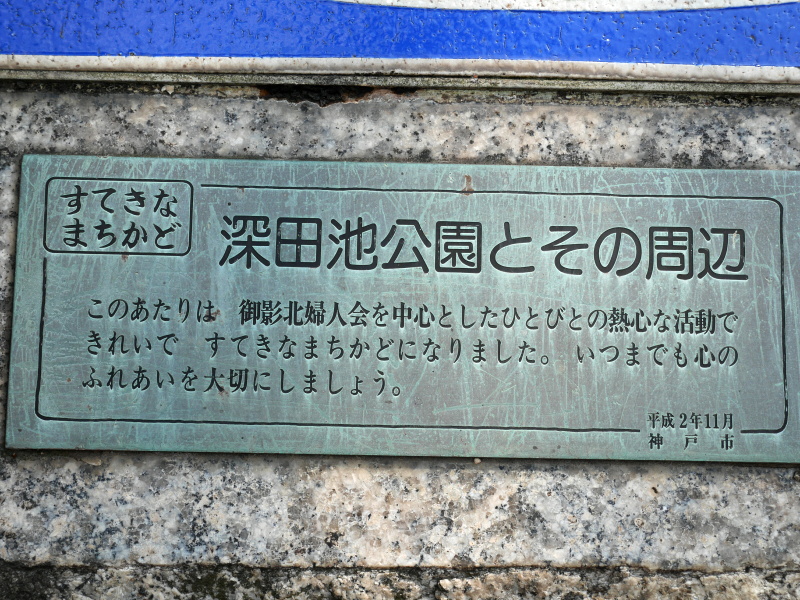 すてきな
まちかど
深田池公園とその周辺
このあたりは　御影北婦人会を中心としたひとびとの熱心な活動で
きれいで　すてきなまちかどになりました。いつまでも心の
ふれあいを大切にしましょう。
平成2年11月
神戸市